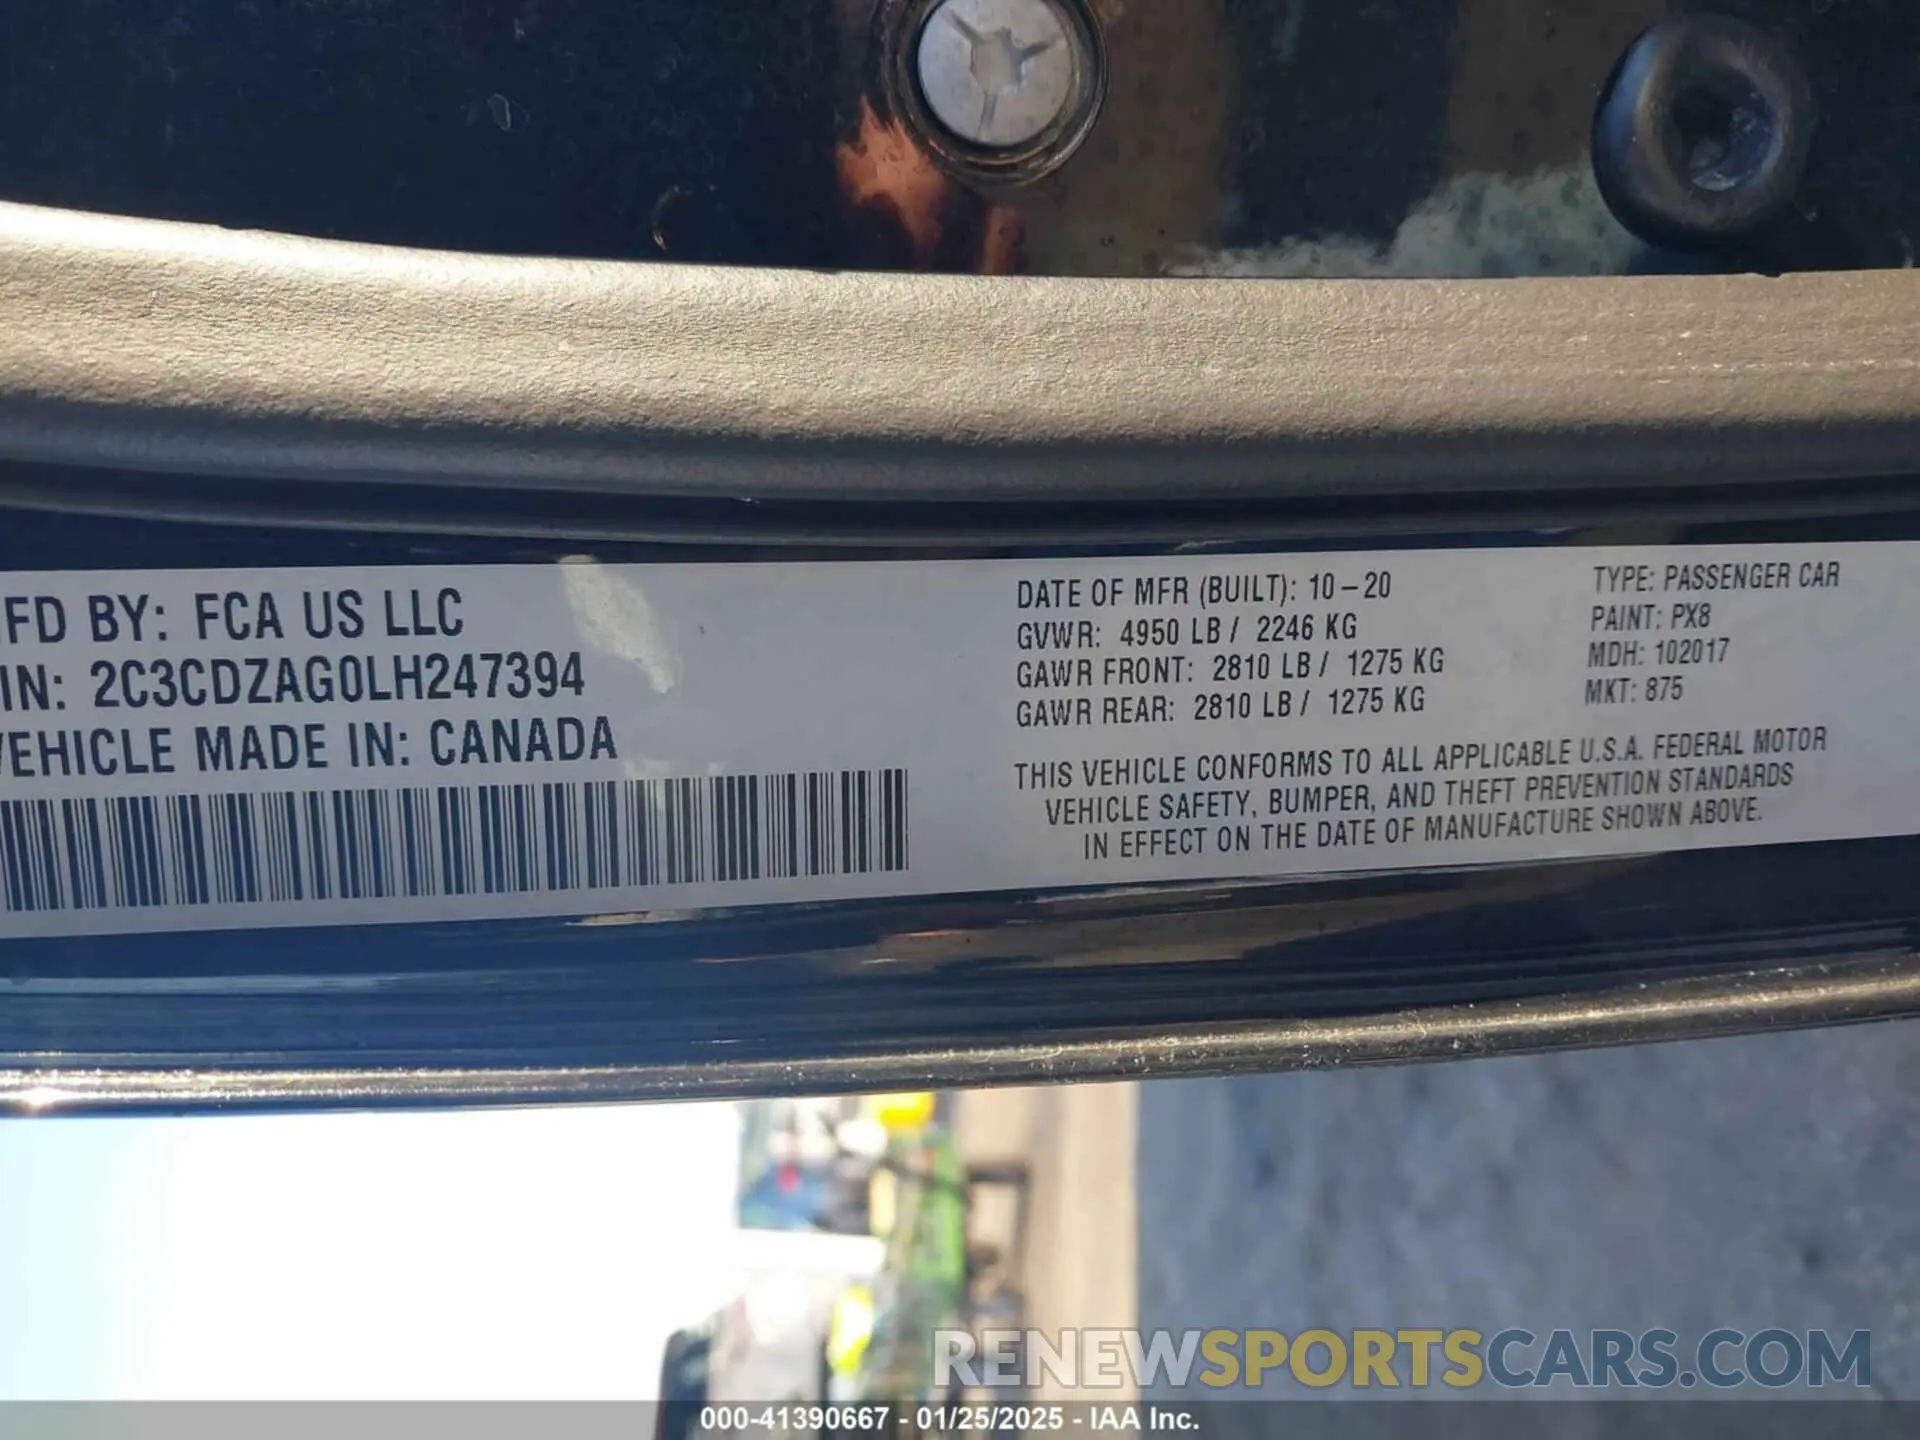 FD BY: FCA US LLC
IN: 2C3CDZAG0LH247394
VEHICLE MADE IN: CANADA
DATE OF MFR (BUILT): 10-20
GVWR: 4950 LB / 2246 KG
GAWR FRONT: 2810 LB / 1275 KG
GAWR REAR: 2810 LB / 1275 KG
TYPE: PASSENGER CAR
PAINT: PX8
MDH: 102017
MKT: 875
THIS VEHICLE CONFORMS TO ALL APPLICABLE U.S.A. FEDERAL MOTOR
VEHICLE SAFETY, BUMPER, AND THEFT PREVENTION STANDARDS
IN EFFECT ON THE DATE OF MANUFACTURE SHOWN ABOVE.
RENEWSPORTSCARS.COM
000-41390667 - 01/25/2025 - IAA Inc.